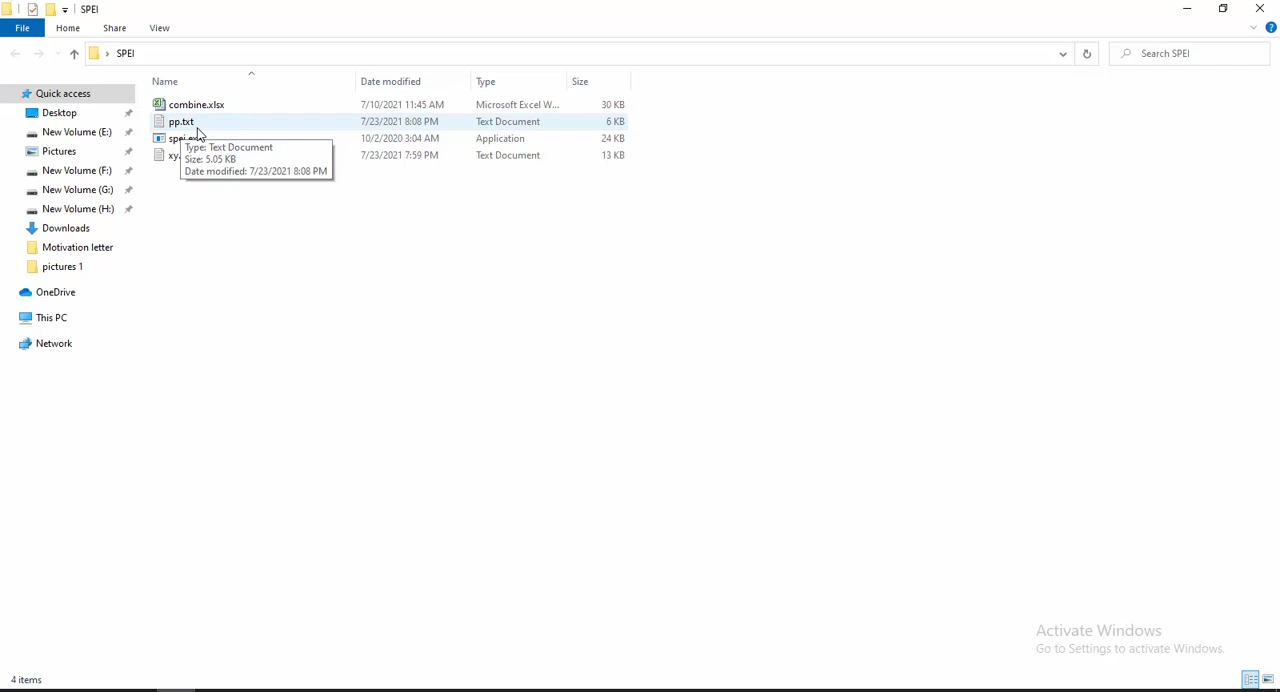 SPEI
File Home Share View
SPEI
Search SPEI
Name Date modified Type Size
Quick access
Desktop
New Volume (E:)
Pictures
New Volume (F:)
New Volume (G:)
New Volume (H:)
Downloads
Motivation letter
pictures 1
OneDrive
This PC
Network
combine.xlsx 7/10/2021 11:45 AM Microsoft Excel W... 30 KB
pp.txt 7/23/2021 8:08 PM Text Document 6 KB
10/2/2020 3:04 AM Application 24 KB
xy. 7/23/2021 7:59 PM Text Document 13 KB
Type: Text Document
Size: 5.05 KB
Date modified: 7/23/2021 8:08 PM
Activate Windows
Go to Settings to activate Windows.
4 items